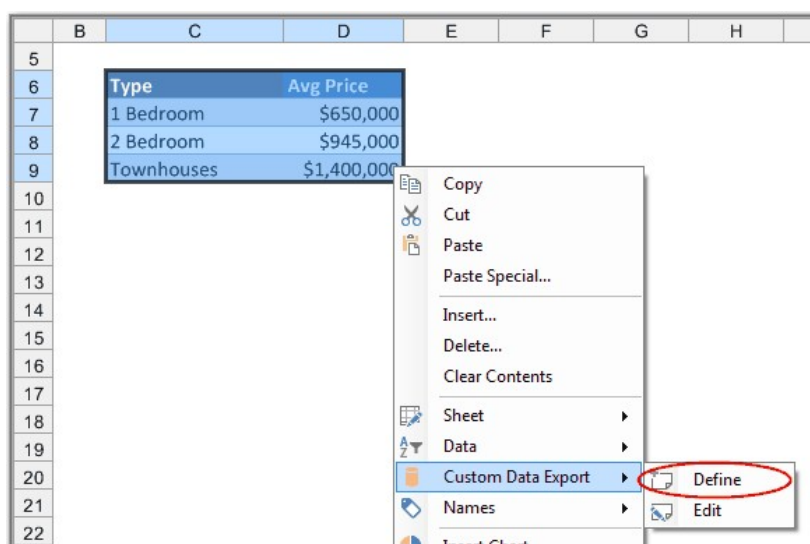 B C D E F G H
5
6 Type Avg Price
7 1 Bedroom $650,000
8 2 Bedroom $945,000
9 Townhouses $1,400,000
10 Copy
11 Cut
12 Paste
13 Paste Special...
14 Insert...
15 Delete...
16 Clear Contents
17
18 Sheet
19 Data
20 Custom Data Export Define
21 Names Edit
22 Insert Chart